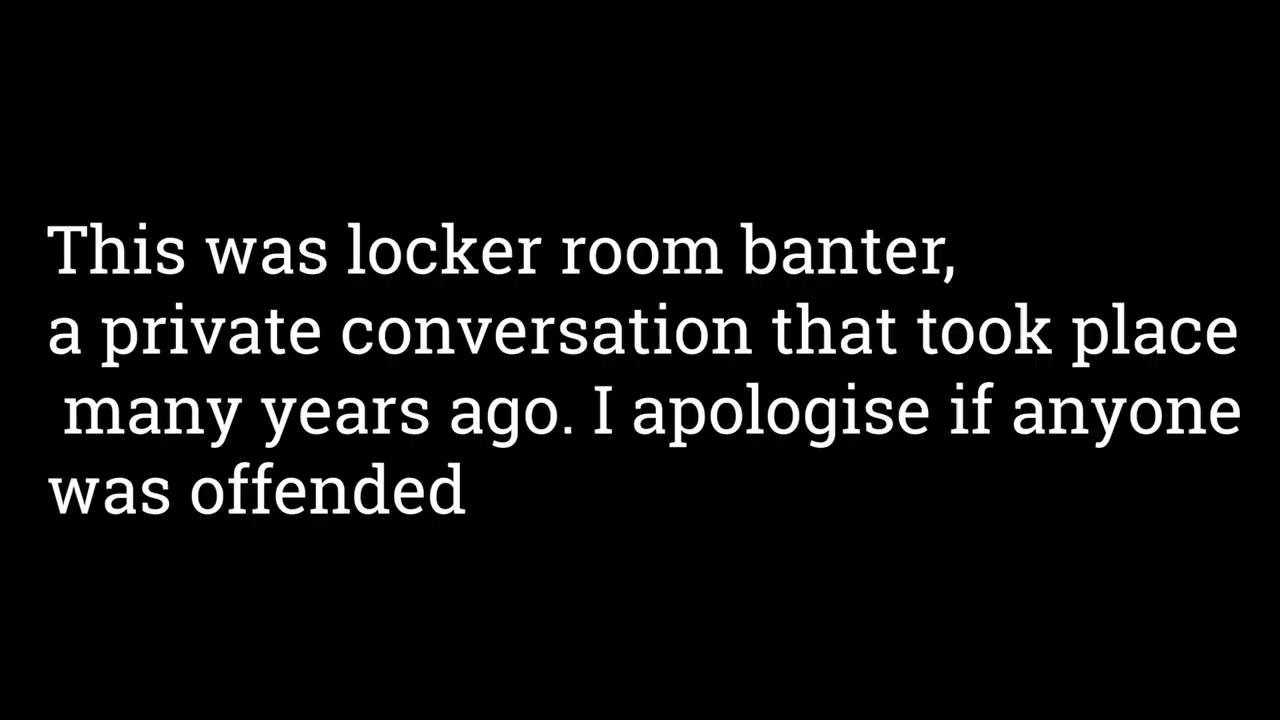 This was locker room banter,
a private conversation that took place
many years ago. I apologise if anyone
was offended